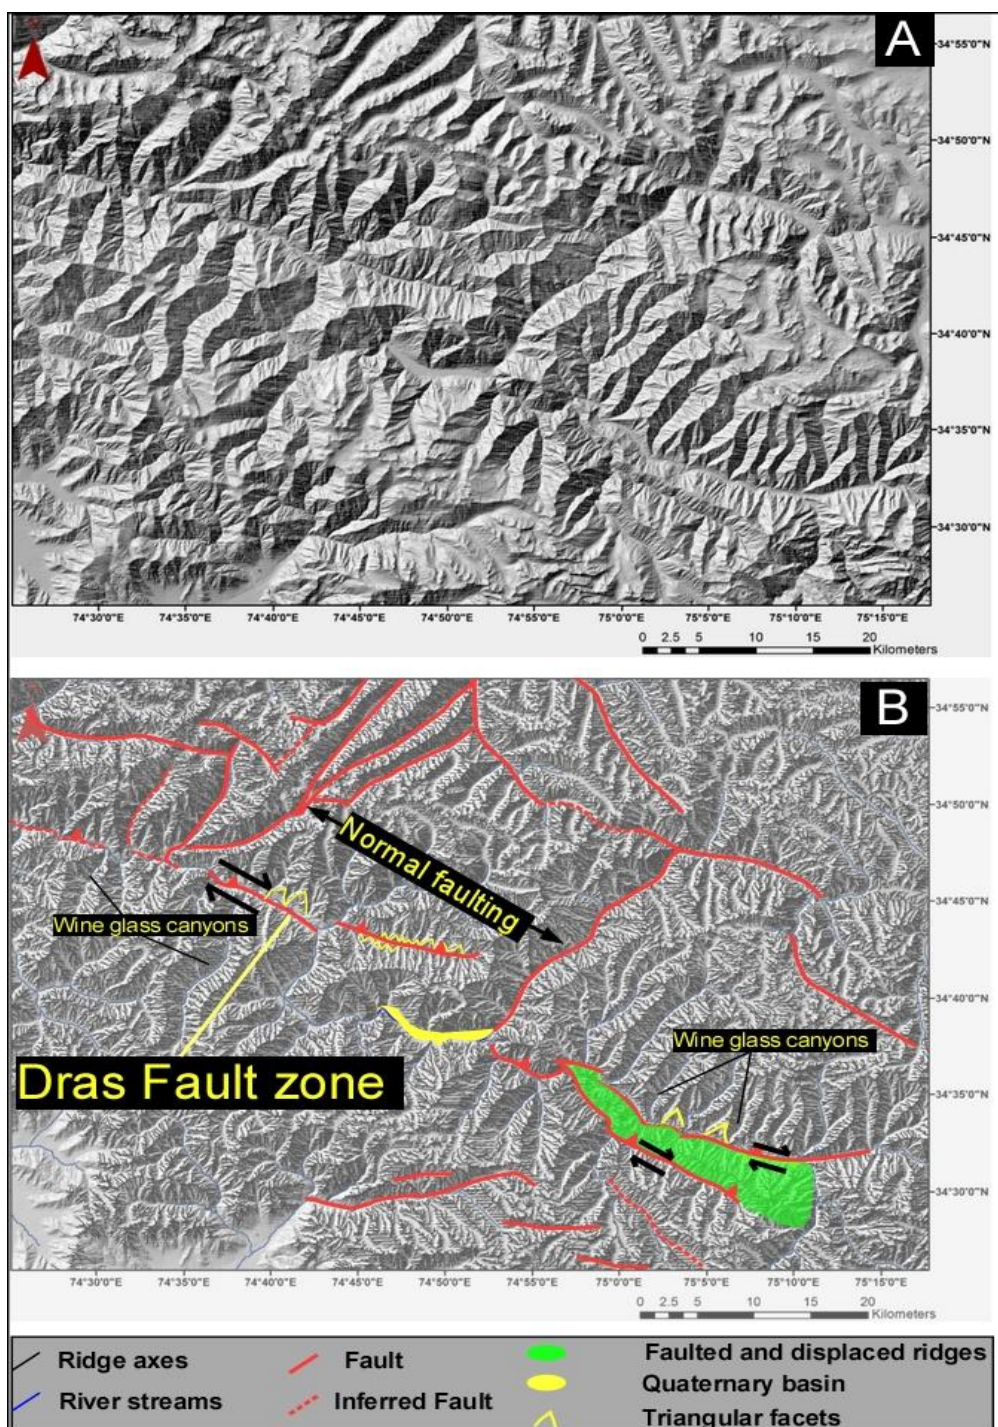 A
34°55'0"N
34°50'0"N
34°45'0"N
34°40'0"N
34°35'0"N
34°30'0"N
74°30'0"E 74°35'0"E 74°40'0"E 74°45'0"E 74°50'0"E 74°55'0"E 75°0'0"E 75°5'0"E 75°10'0"E 75°15'0"E
0 2.5 5 10 15 20
Kilometers
B
34°55'0"N
34°50'0"N
Normal faulting
34°45'0"N
Wine glass canyons
34°40'0"N
Wine glass canyons
Dras Fault zone
34°35'0"N
34°30'0"N
74°30'0"E 74°35'0"E 74°40'0"E 74°45'0"E 74°50'0"E 74°55'0"E 75°0'0"E 75°5'0"E 75°10'0"E 75°15'0"E
0 2.5 5 10 15 20
Kilometers
Ridge axes Fault Faulted and displaced ridges
Quaternary basin
River streams Inferred Fault Triangular facets